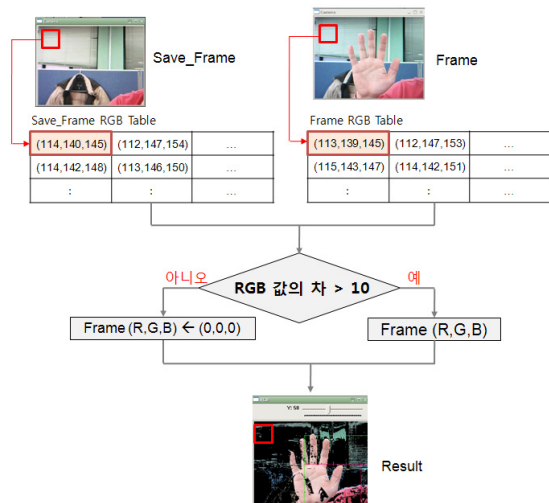 Save_Frame
Frame
Save_Frame RGB Table
(114,140,145) (112,147,154) ...
(114,142,148) (113,146,150) ...
: : ...
Frame RGB Table
(113,139,145) (112,147,153) ...
(115,143,147) (114,142,151) ...
: : ...
아니오
RGB 값의 차 > 10
예
Frame (R,G,B) ← (0,0,0)
Frame (R,G,B)
Result